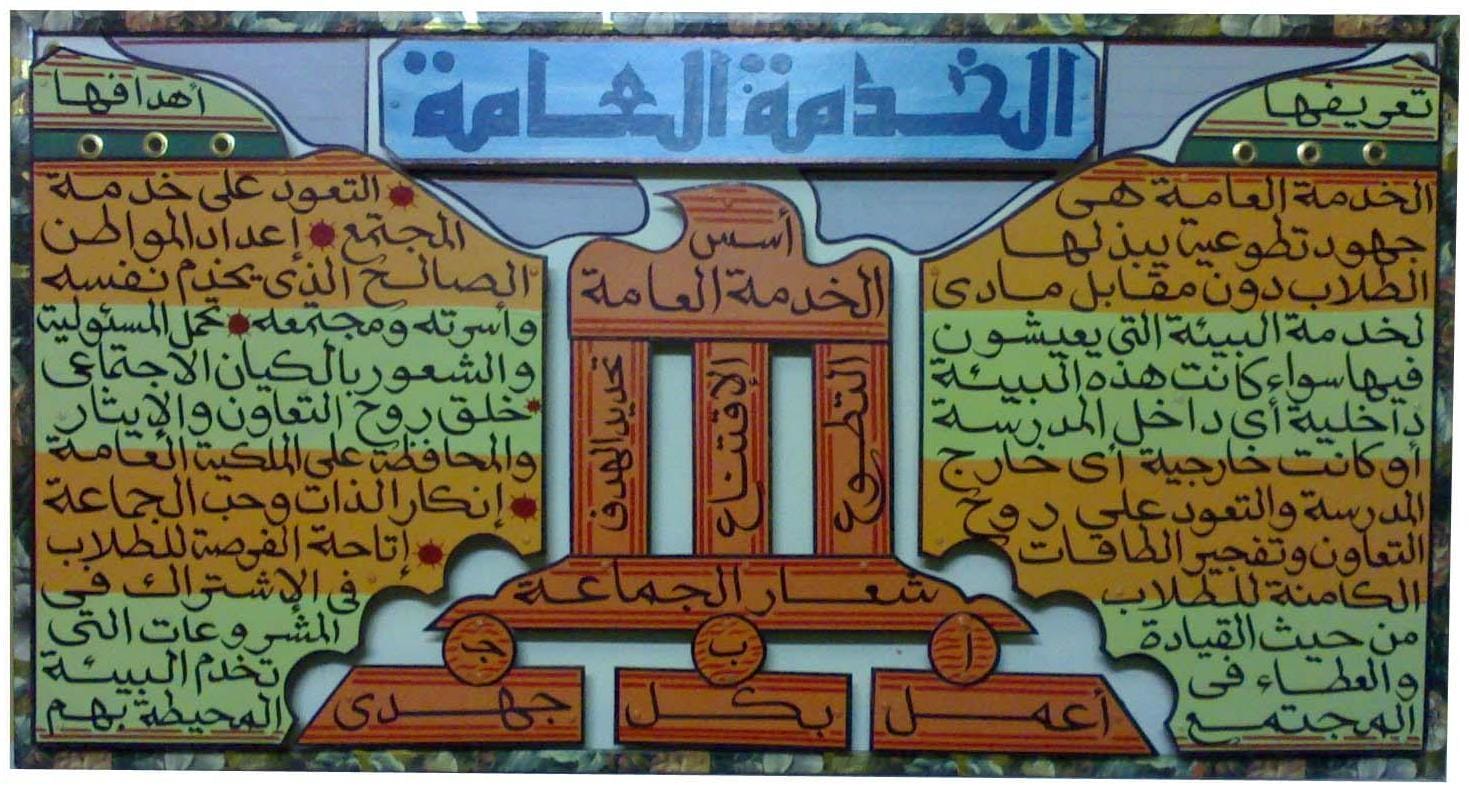 الخدمة العامة
تعريفها
الخدمة العامة هى
جهود تطوعية يبذلها
الطلاب دون مقابل مادى
لخدمة البيئة التي يعيشون
فيها سواء كانت هذه البيئة
داخلية أي داخل المدرسة
أو كانت خارجية أى خارج
المدرسة والتعود على روح
التعاون وتفجير الطاقات
الكامنة للطلاب
من حيث القيادة
والعطاء فى
المجتمع
أسس
الخدمة العامة
التطوع
الإقتناع
تحديد الهدف
شعار الجماعة
أ
ب
ج
أعمل
بكل
جهدى
أهدافها
التعود على خدمة
المجتمع إعداد المواطن
الصالح الذي يخدم نفسه
وأسرته ومجتمعه تحمل المسئولية
والشعور بالكيان الاجتماعى
خلق روح التعاون والإيثار
والمحافظة على الملكية العامة
إنكار الذات وحب الجماعة
إتاحة الفرصة للطلاب
فى الإشتراك فى
المشروعات التى
تخدم البيئة
المحيطة بهم